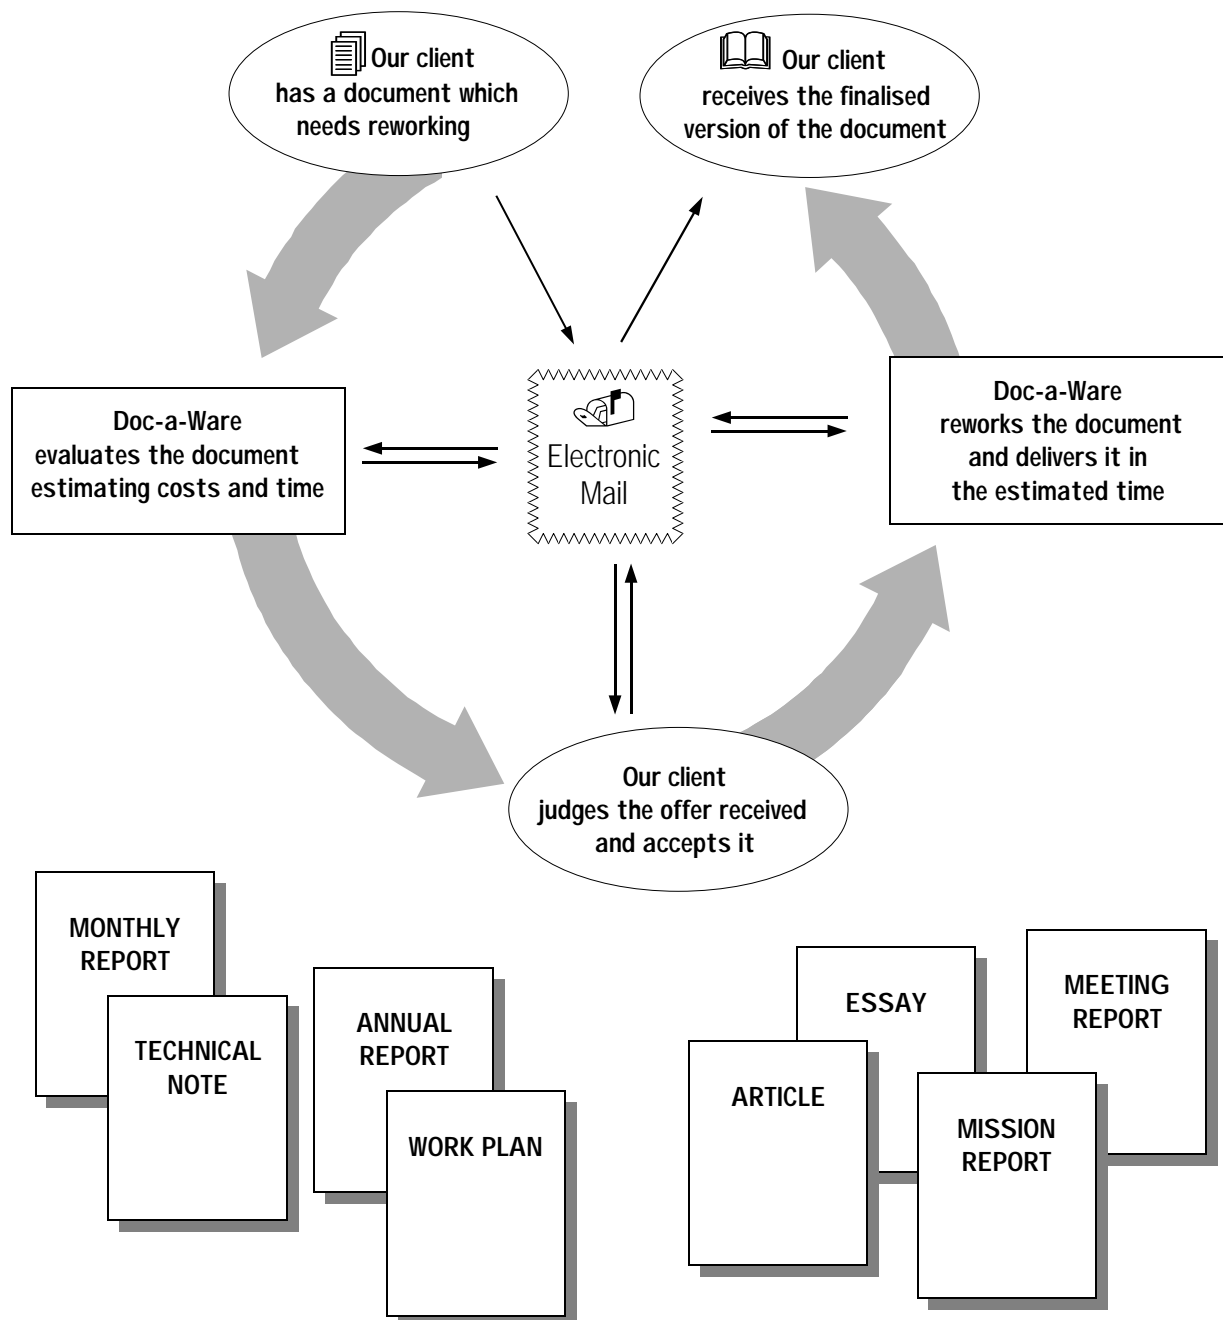 Our client
has a document which
needs reworking
Our client
receives the finalised
version of the document
Doc-a-Ware
evaluates the document
estimating costs and time
Electronic
Mail
Doc-a-Ware
reworks the document
and delivers it in
the estimated time
Our client
judges the offer received
and accepts it
MONTHLY
REPORT
TECHNICAL
NOTE
ANNUAL
REPORT
WORK PLAN
ESSAY
ARTICLE
MEETING
REPORT
MISSION
REPORT